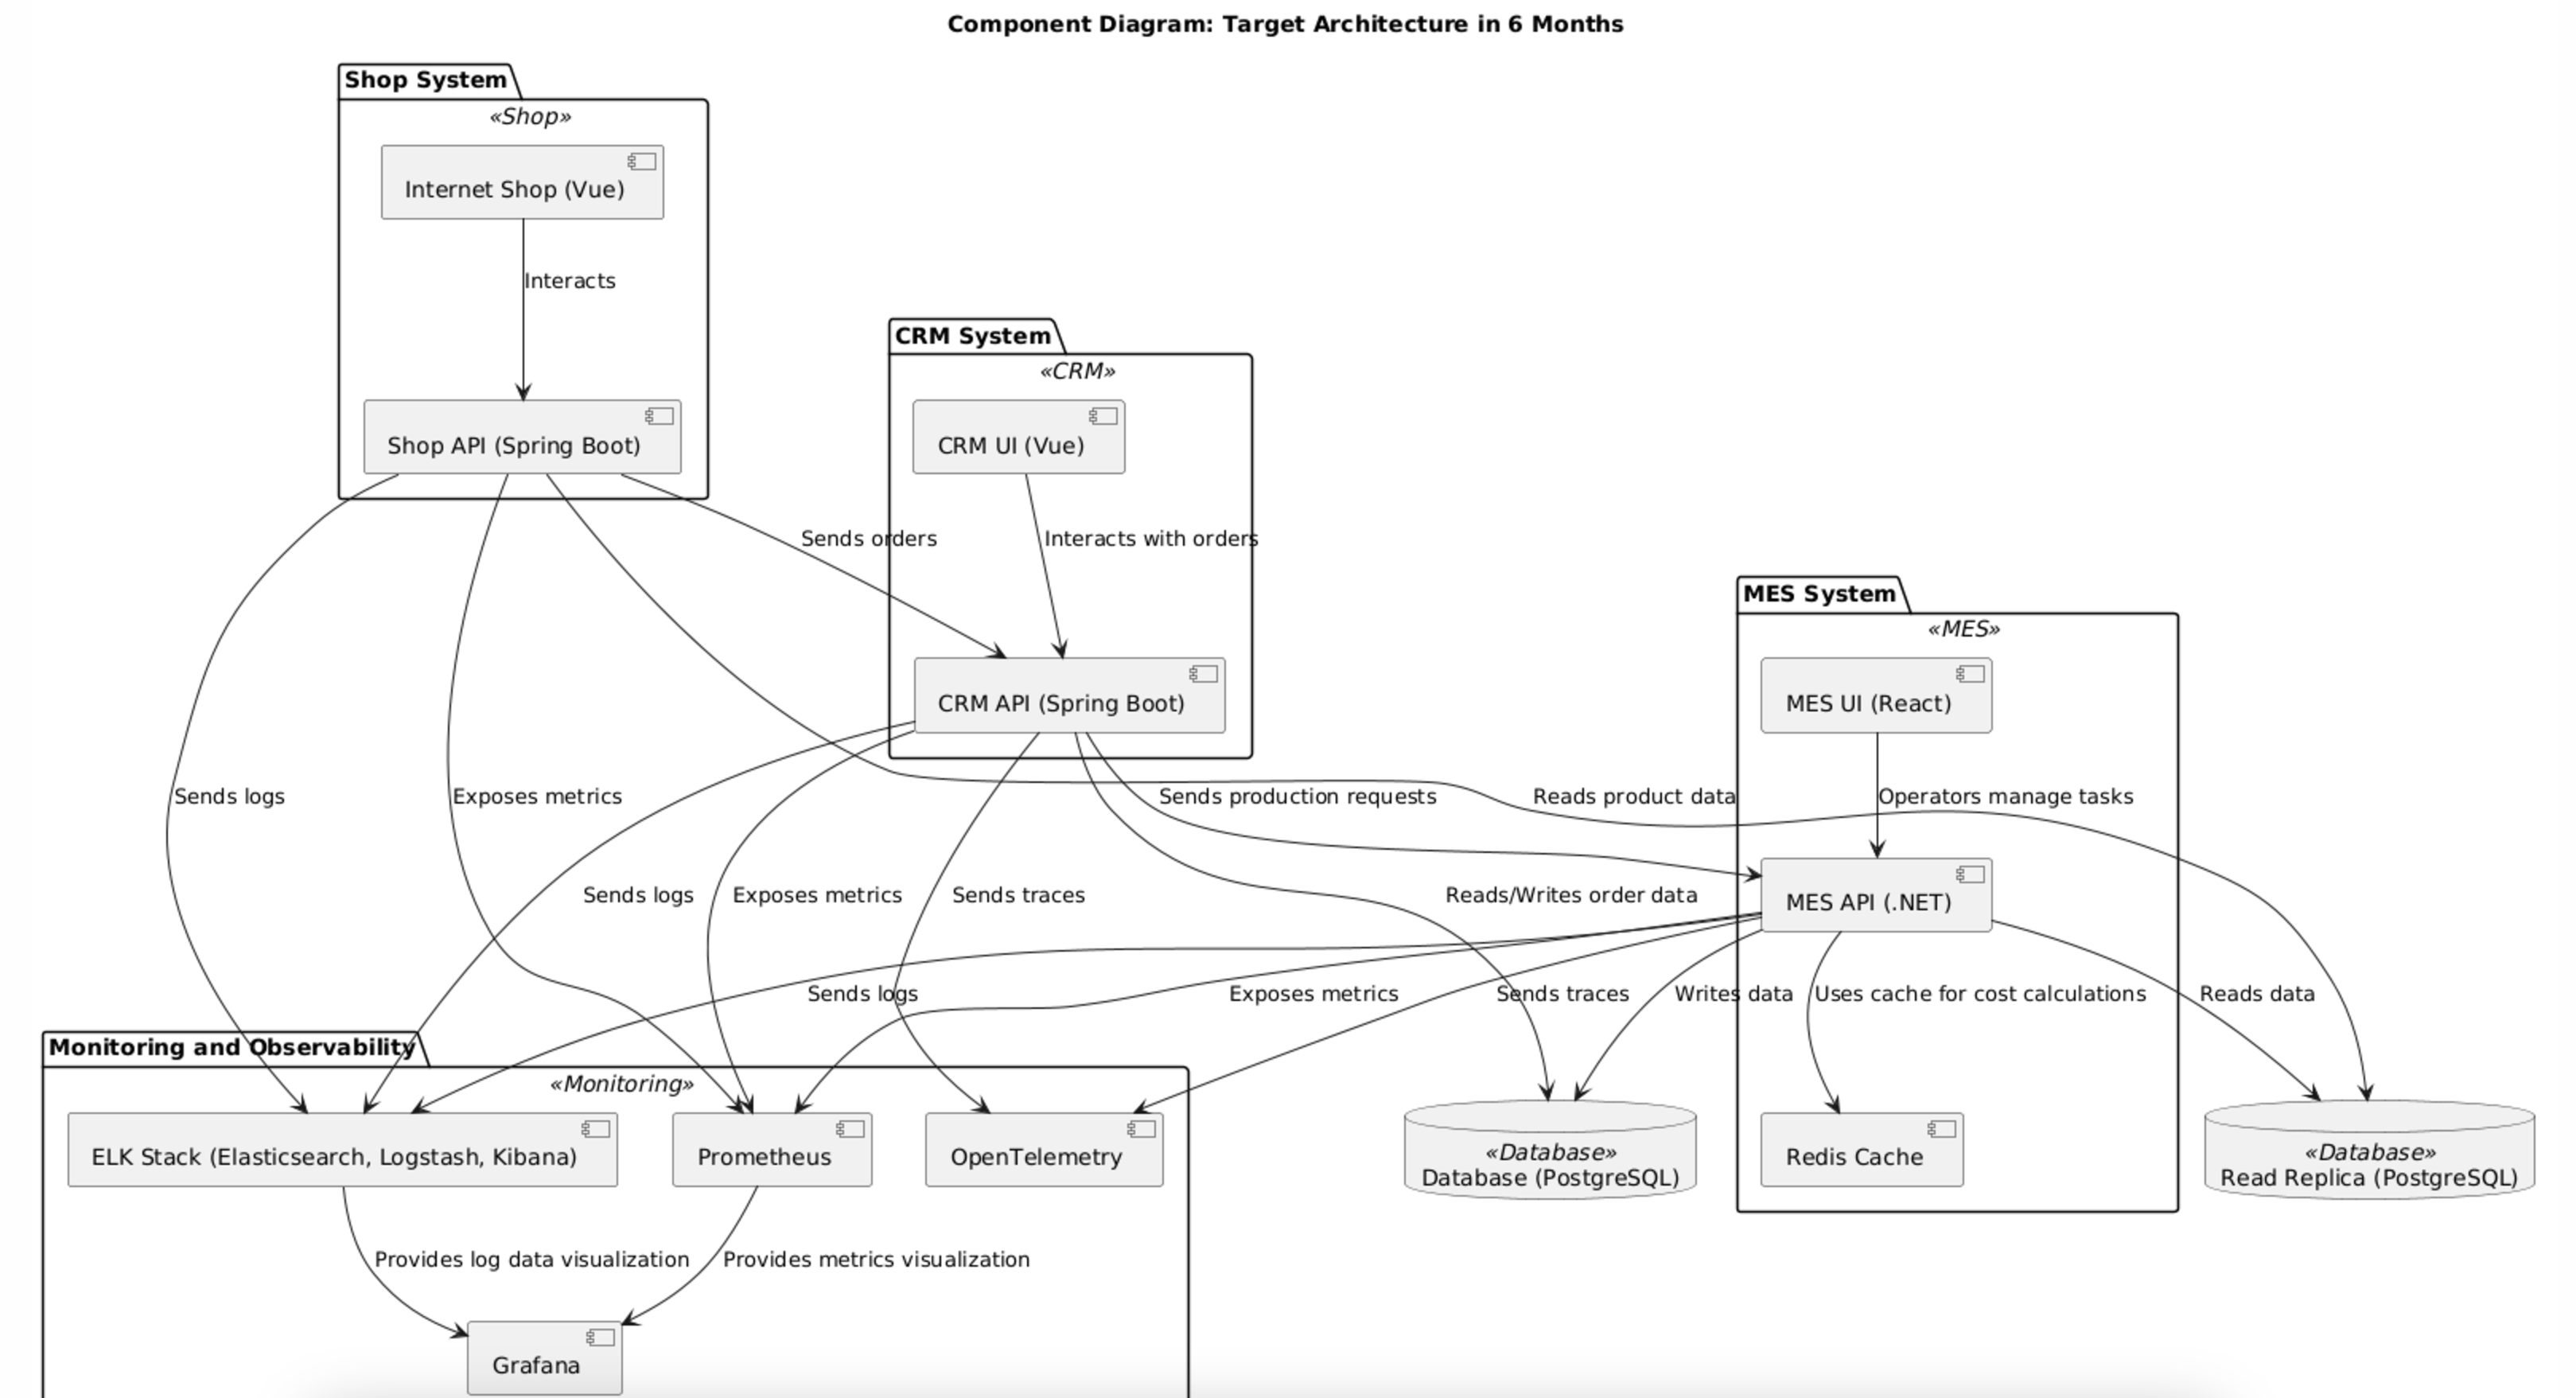 Component Diagram: Target Architecture in 6 Months
Shop System
«Shop»
Internet Shop (Vue)
Interacts
Shop API (Spring Boot)
CRM System
«CRM»
CRM UI (Vue)
Sends orders
Interacts with orders
CRM API (Spring Boot)
MES System
«MES»
MES UI (React)
Sends logs
Exposes metrics
Sends production requests
Reads product data
Operators manage tasks
MES API (.NET)
Sends logs
Exposes metrics
Sends traces
Reads/Writes order data
Sends logs
Exposes metrics
Sends traces
Writes data
Uses cache for cost calculations
Reads data
Monitoring and Observability
«Monitoring»
ELK Stack (Elasticsearch, Logstash, Kibana)
Prometheus
OpenTelemetry
«Database»
Database (PostgreSQL)
Redis Cache
«Database»
Read Replica (PostgreSQL)
Provides log data visualization
Provides metrics visualization
Grafana